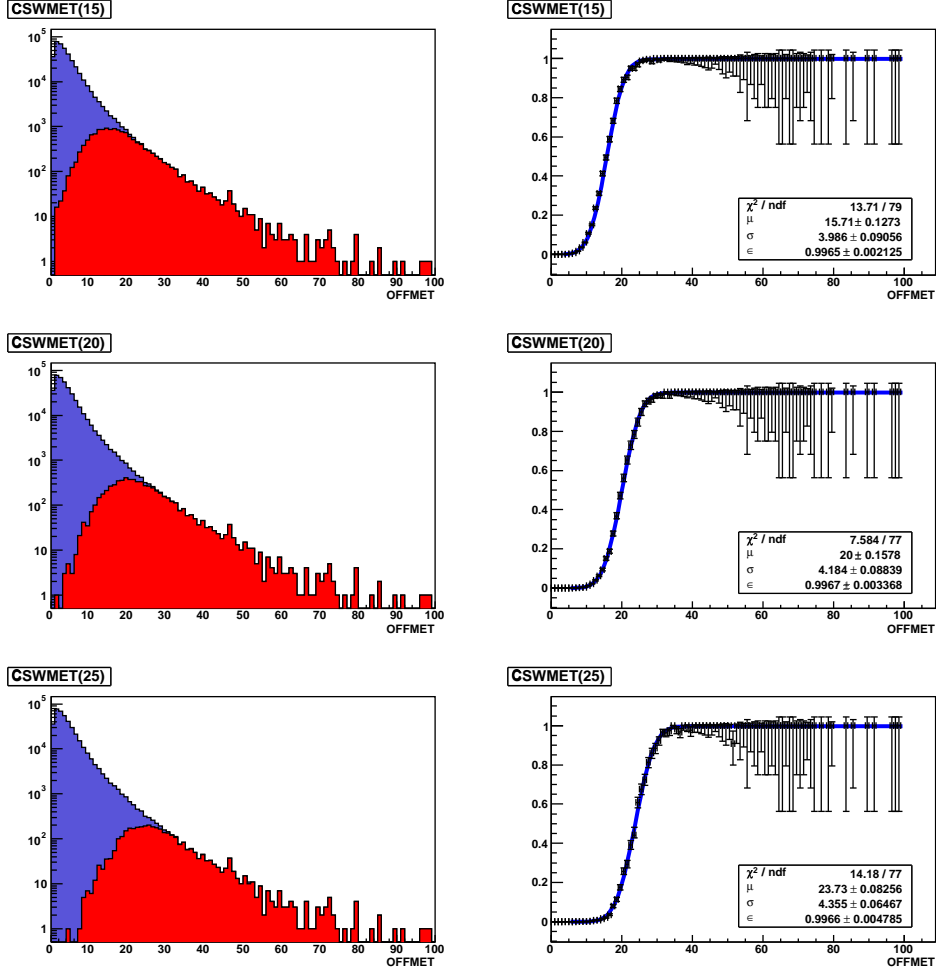 CSWMET(15)
10^5
10^4
10^3
10^2
10
1
0 10 20 30 40 50 60 70 80 90 100
OFFMET
CSWMET(15)
1
0.8
0.6
0.4
0.2
0
0 20 40 60 80 100
OFFMET
χ² / ndf 13.71 / 79
μ 15.71 ± 0.1273
σ 3.986 ± 0.09056
∈ 0.9965 ± 0.002125
CSWMET(20)
10^5
10^4
10^3
10^2
10
1
0 10 20 30 40 50 60 70 80 90 100
OFFMET
CSWMET(20)
1
0.8
0.6
0.4
0.2
0
0 20 40 60 80 100
OFFMET
χ² / ndf 7.584 / 77
μ 20 ± 0.1578
σ 4.184 ± 0.08839
∈ 0.9967 ± 0.003368
CSWMET(25)
10^5
10^4
10^3
10^2
10
1
0 10 20 30 40 50 60 70 80 90 100
OFFMET
CSWMET(25)
1
0.8
0.6
0.4
0.2
0
0 20 40 60 80 100
OFFMET
χ² / ndf 14.18 / 77
μ 23.73 ± 0.08256
σ 4.355 ± 0.06467
∈ 0.9966 ± 0.004785